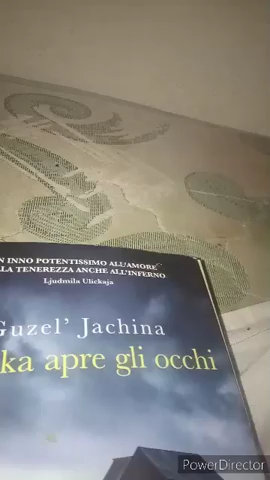 N INNO POTENTISSIMO ALL'AMORE
LLA TENEREZZA ANCHE ALL'INFERNO
Ljudmila Ulickaja
Guzel' Jachina
ka apre gli occhi
PowerDirector